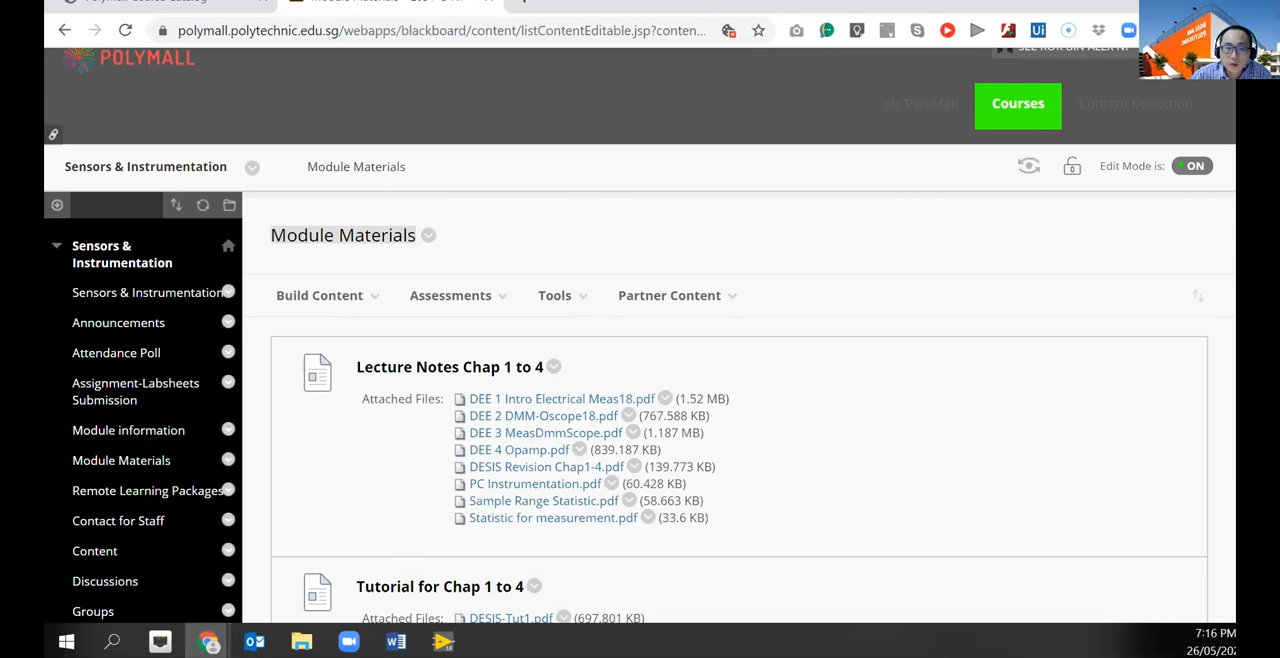 polymall.polytechnic.edu.sg/webapps/blackboard/content/listContentEditable.jsp?conten...
POLYMALL
My PolyMall
Courses
Content Collection
Sensors & Instrumentation
Module Materials
Edit Mode is:
ON
Sensors &
Instrumentation
Sensors & Instrumentation
Announcements
Attendance Poll
Assignment-Labsheets
Submission
Module information
Module Materials
Remote Learning Packages
Contact for Staff
Content
Discussions
Groups
Module Materials
Build Content
Assessments
Tools
Partner Content
Lecture Notes Chap 1 to 4
Attached Files:
DEE 1 Intro Electrical Meas18.pdf (1.52 MB)
DEE 2 DMM-Oscope18.pdf (767.588 KB)
DEE 3 MeasDmmScope.pdf (1.187 MB)
DEE 4 Opamp.pdf (839.187 KB)
DESIS Revision Chap1-4.pdf (139.773 KB)
PC Instrumentation.pdf (60.428 KB)
Sample Range Statistic.pdf (58.663 KB)
Statistic for measurement.pdf (33.6 KB)
Tutorial for Chap 1 to 4
Attached Files:
DESIS-Tut1.pdf (697.801 KB)
7:16 PM